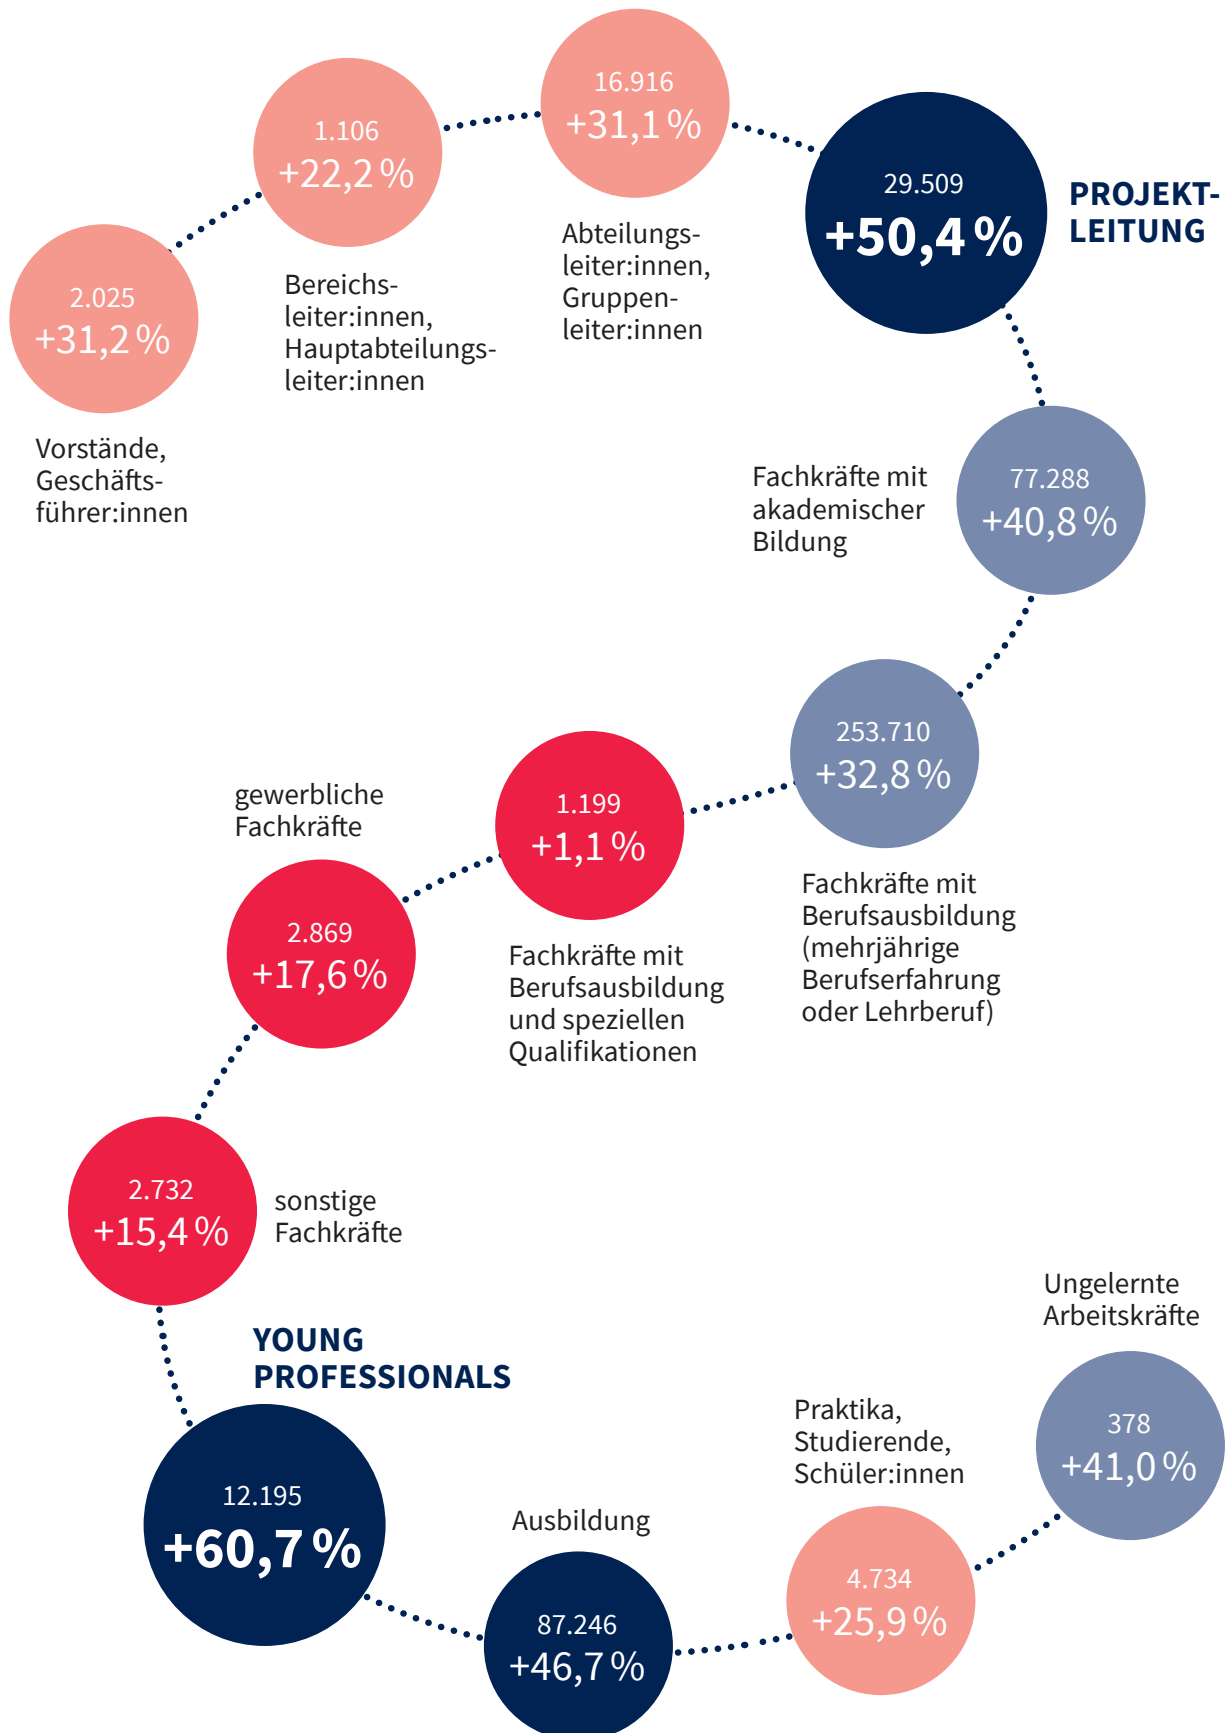 2.025
+31,2 %
Vorstände,
Geschäfts-
führer:innen
1.106
+22,2 %
Bereichs-
leiter:innen,
Hauptabteilungs-
leiter:innen
16.916
+31,1 %
Abteilungs-
leiter:innen,
Gruppen-
leiter:innen
29.509
+50,4 %
PROJEKT-
LEITUNG
Fachkräfte mit
akademischer
Bildung
77.288
+40,8 %
253.710
+32,8 %
Fachkräfte mit
Berufsausbildung
(mehrjährige
Berufserfahrung
oder Lehrberuf)
1.199
+1,1 %
Fachkräfte mit
Berufsausbildung
und speziellen
Qualifikationen
gewerbliche
Fachkräfte
2.869
+17,6 %
2.732
+15,4 %
sonstige
Fachkräfte
YOUNG
PROFESSIONALS
12.195
+60,7 %
Ausbildung
87.246
+46,7 %
Praktika,
Studierende,
Schüler:innen
4.734
+25,9 %
Ungelernte
Arbeitskräfte
378
+41,0 %